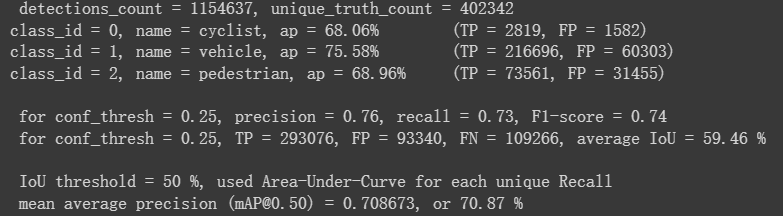 detections_count = 1154637, unique_truth_count = 402342
class_id = 0, name = cyclist, ap = 68.06% (TP = 2819, FP = 1582)
class_id = 1, name = vehicle, ap = 75.58% (TP = 216696, FP = 60303)
class_id = 2, name = pedestrian, ap = 68.96% (TP = 73561, FP = 31455)
for conf_thresh = 0.25, precision = 0.76, recall = 0.73, F1-score = 0.74
for conf_thresh = 0.25, TP = 293076, FP = 93340, FN = 109266, average IoU = 59.46 %
IoU threshold = 50 %, used Area-Under-Curve for each unique Recall
mean average precision (mAP@0.50) = 0.708673, or 70.87 %